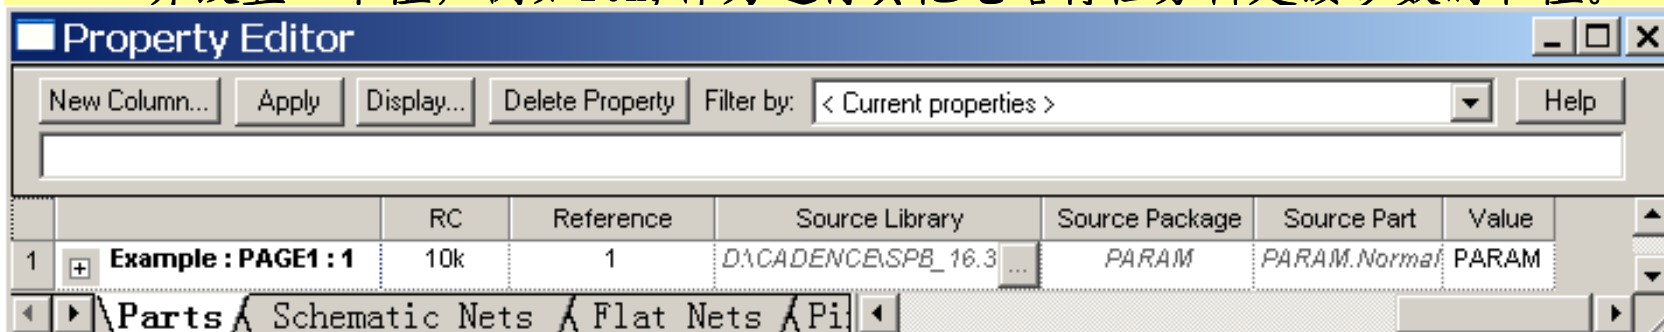 Property Editor
New Column... Apply Display... Delete Property Filter by: < Current properties > Help
RC Reference Source Library Source Package Source Part Value
1 Example : PAGE1 : 1 10k 1 D:\CADENCE\SPB_16.3 ... PARAM PARAM.Normal PARAM
Parts Schematic Nets Flat Nets Pi